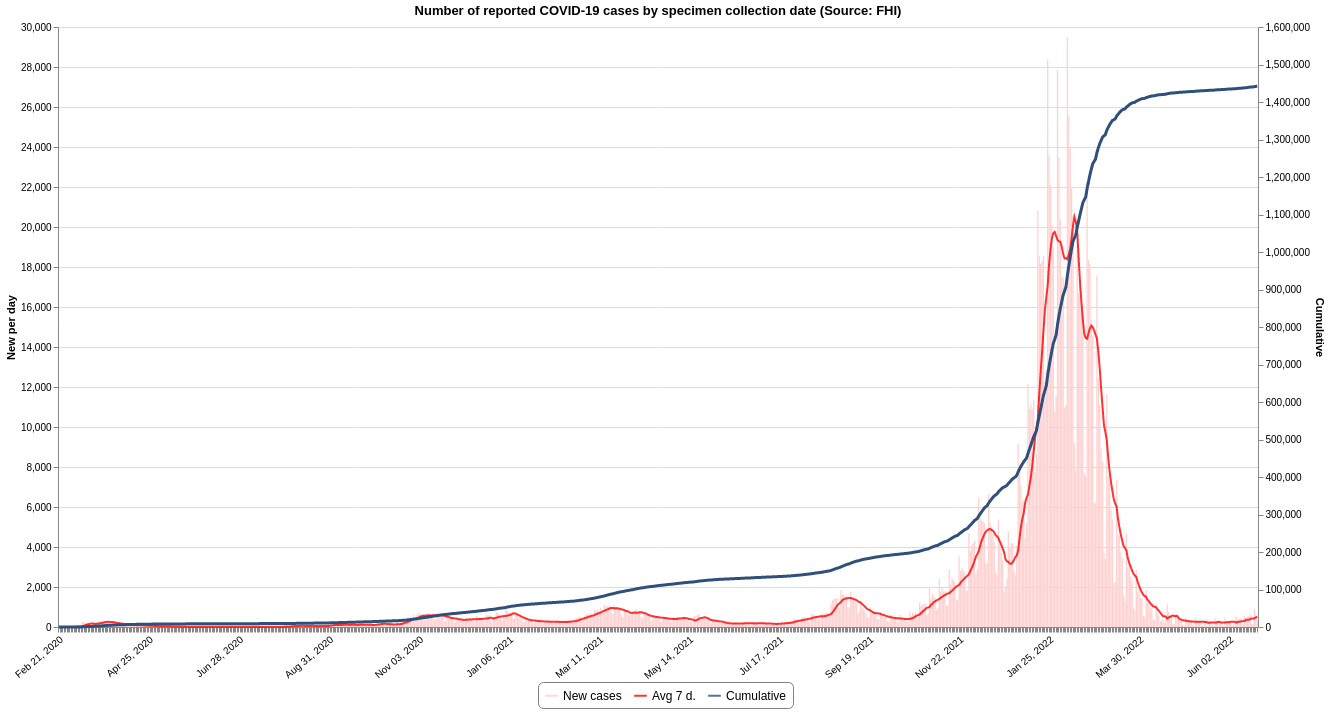 Number of reported COVID-19 cases by specimen collection date (Source: FHI)
30,000
28,000
26,000
24,000
22,000
20,000
18,000
16,000
14,000
12,000
10,000
8,000
6,000
4,000
2,000
0
New per day
1,600,000
1,500,000
1,400,000
1,300,000
1,200,000
1,100,000
1,000,000
900,000
800,000
700,000
600,000
500,000
400,000
300,000
200,000
100,000
0
Cumulative
Feb 21, 2020
Apr 25, 2020
Jun 28, 2020
Aug 31, 2020
Nov 03, 2020
Jan 06, 2021
Mar 11, 2021
May 14, 2021
Jul 17, 2021
Sep 19, 2021
Nov 22, 2021
Jan 25, 2022
Mar 30, 2022
Jun 02, 2022
New cases Avg 7 d. Cumulative